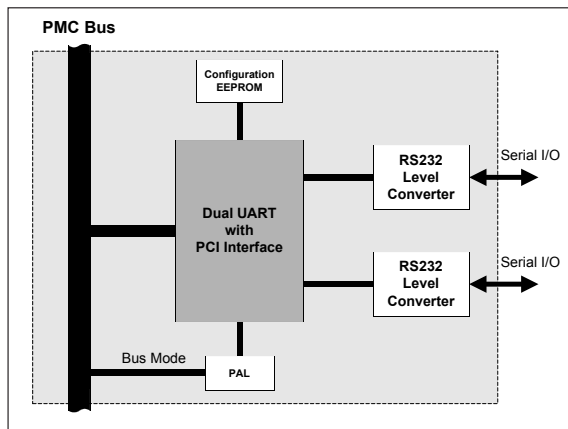 PMC Bus
Configuration
EEPROM
RS232
Level
Converter
Serial I/O
Dual UART
with
PCI Interface
RS232
Level
Converter
Serial I/O
Bus Mode
PAL